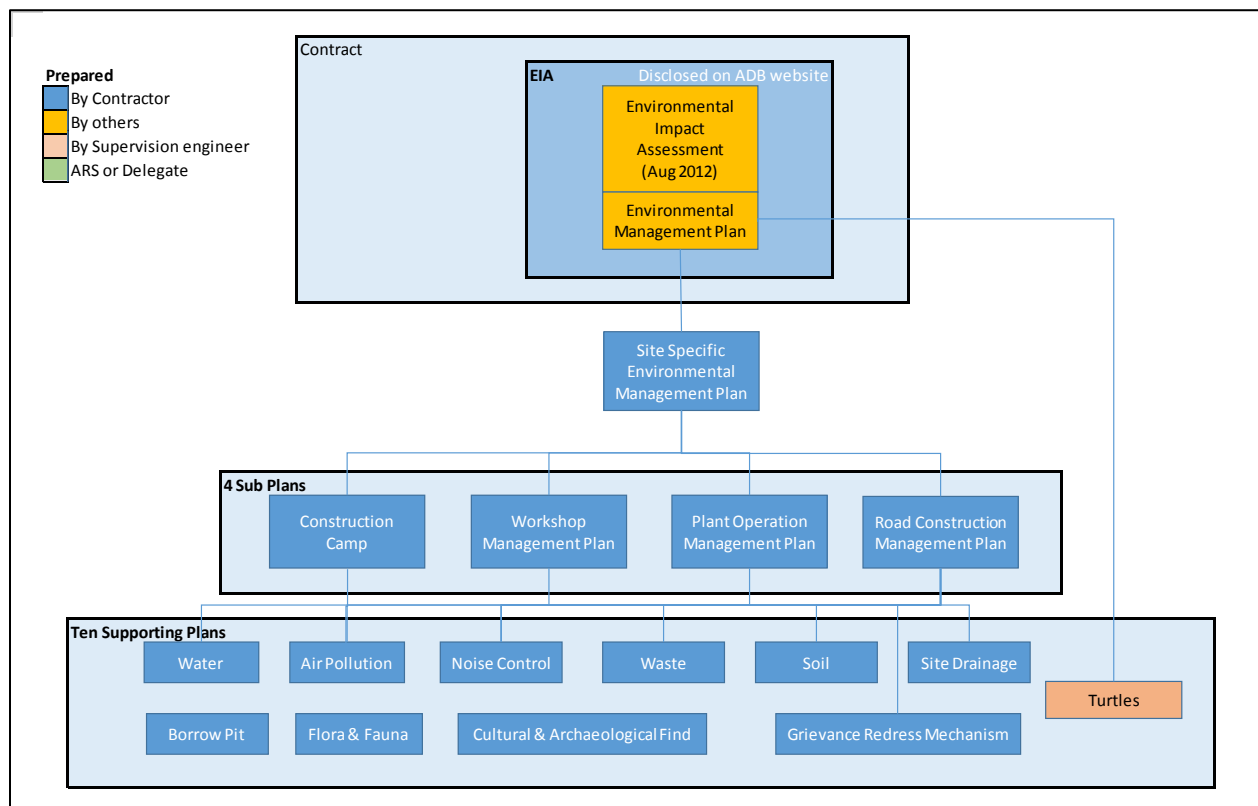 Contract
Prepared
By Contractor
By others
By Supervision engineer
ARS or Delegate
EIA Disclosed on ADB website
Environmental
Impact
Assessment
(Aug 2012)
Environmental
Management Plan
Site Specific
Environmental
Management Plan
4 Sub Plans
Construction
Camp
Workshop
Management Plan
Plant Operation
Management Plan
Road Construction
Management Plan
Ten Supporting Plans
Water
Air Pollution
Noise Control
Waste
Soil
Site Drainage
Turtles
Borrow Pit
Flora & Fauna
Cultural & Archaeological Find
Grievance Redress Mechanism